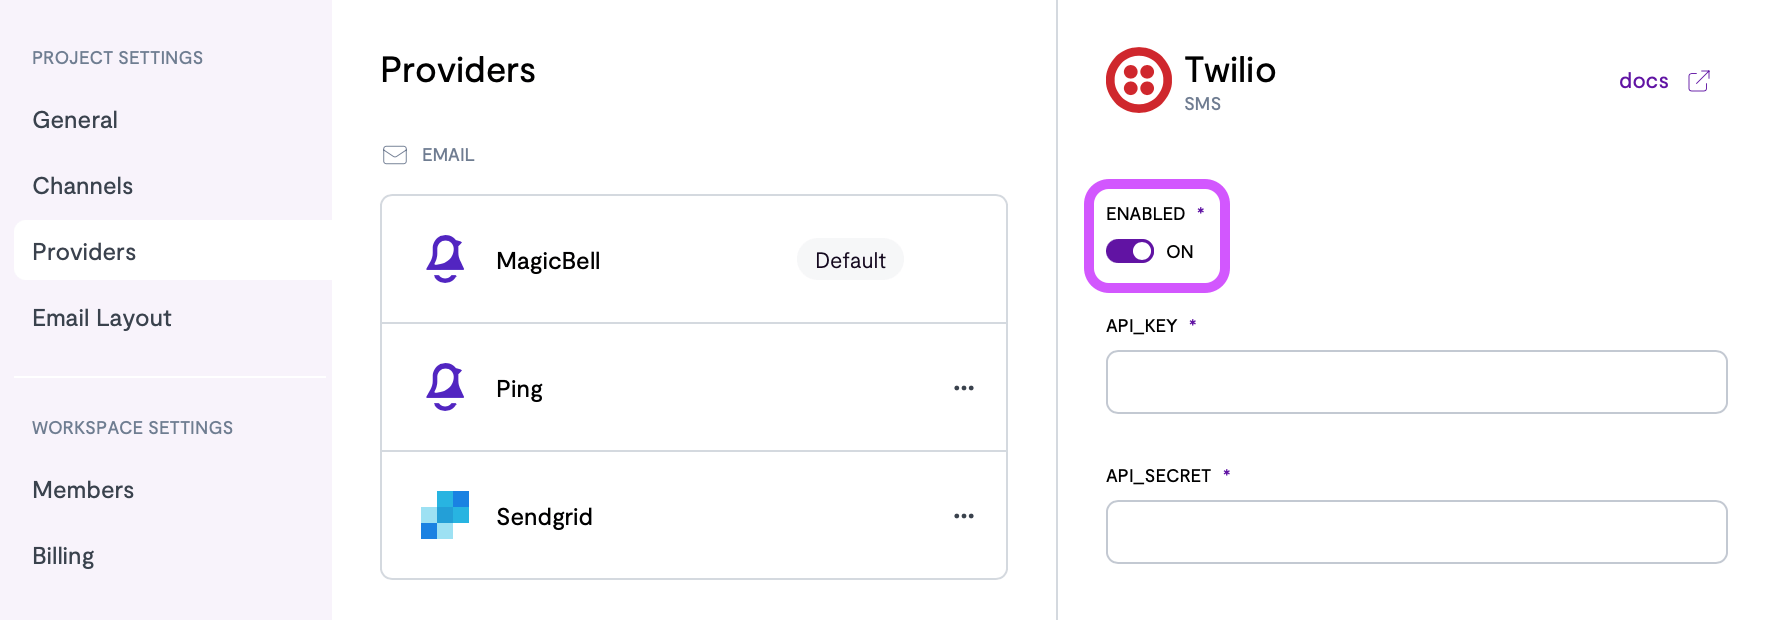 PROJECT SETTINGS
General
Channels
Providers
Email Layout
WORKSPACE SETTINGS
Members
Billing
Providers
EMAIL
MagicBell
Default
Ping
Sendgrid
Twilio
SMS
docs
ENABLED *
ON
API_KEY *
API_SECRET *